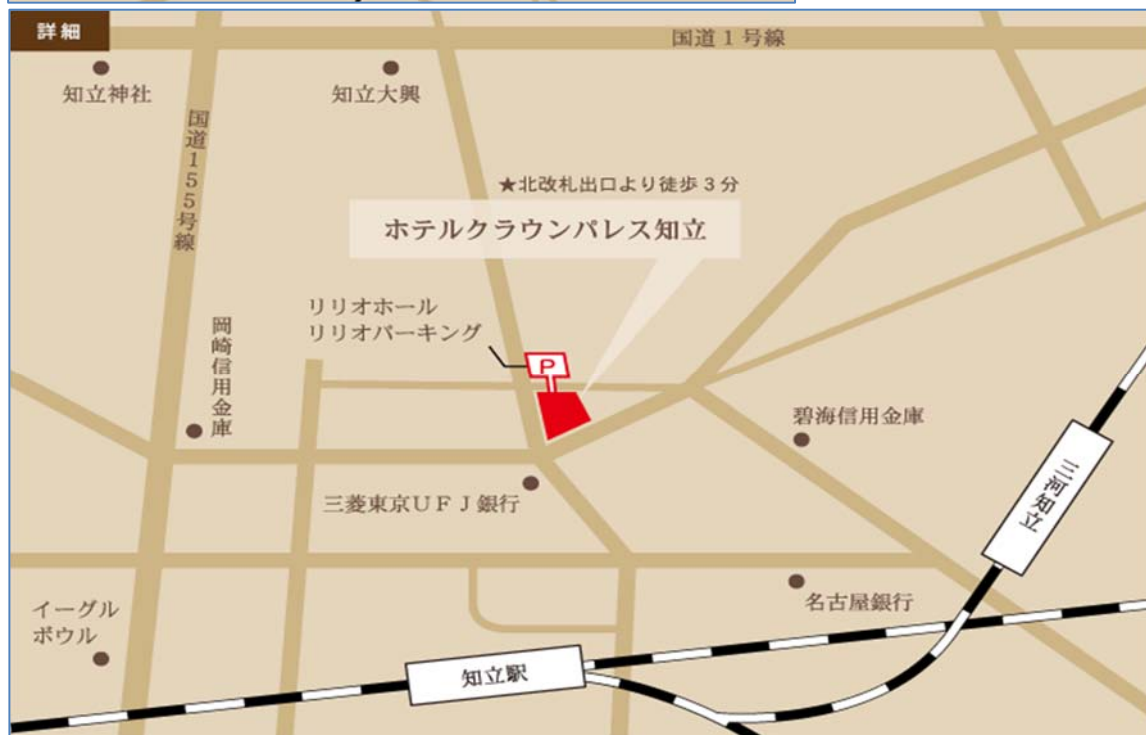 詳細
国道1号線
知立神社
知立大興
国道155号線
★北改札出口より徒歩3分
ホテルクラウンパレス知立
リリオホール
リリオパーキング
P
岡崎信用金庫
碧海信用金庫
三菱東京UFJ銀行
三河知立
名古屋銀行
イーグル
ボウル
知立駅